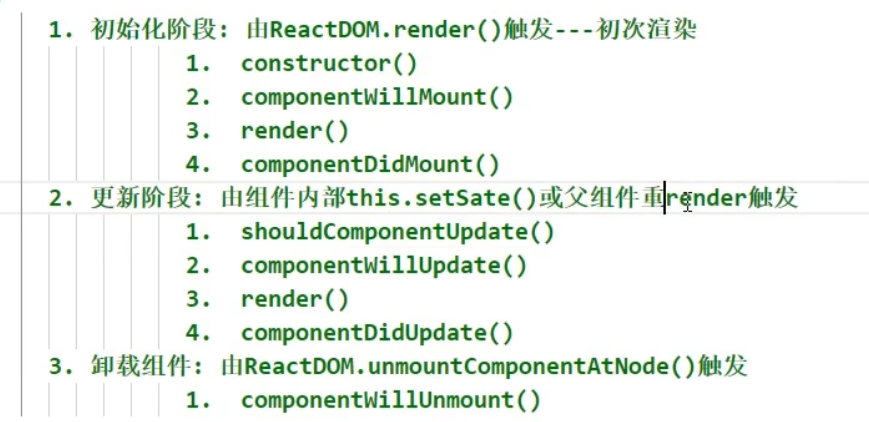 1. 初始化阶段：由ReactDOM.render()触发---初次渲染
1. constructor()
2. componentWillMount()
3. render()
4. componentDidMount()
2. 更新阶段：由组件内部this.setSate()或父组件重render触发
1. shouldComponentUpdate()
2. componentWillUpdate()
3. render()
4. componentDidUpdate()
3. 卸载组件：由ReactDOM.unmountComponentAtNode()触发
1. componentWillUnmount()